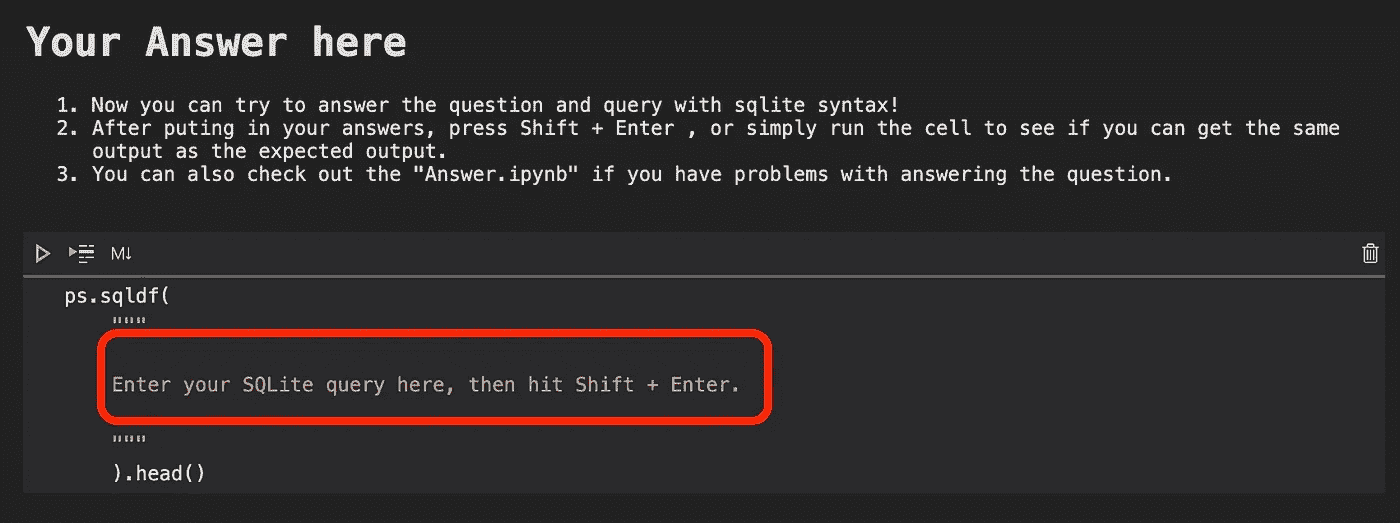 Your Answer here
1. Now you can try to answer the question and query with sqlite syntax!
2. After puting in your answers, press Shift + Enter , or simply run the cell to see if you can get the same
output as the expected output.
3. You can also check out the "Answer.ipynb" if you have problems with answering the question.
M↓
ps.sqldf(
"""
Enter your SQLite query here, then hit Shift + Enter.
"""
).head()